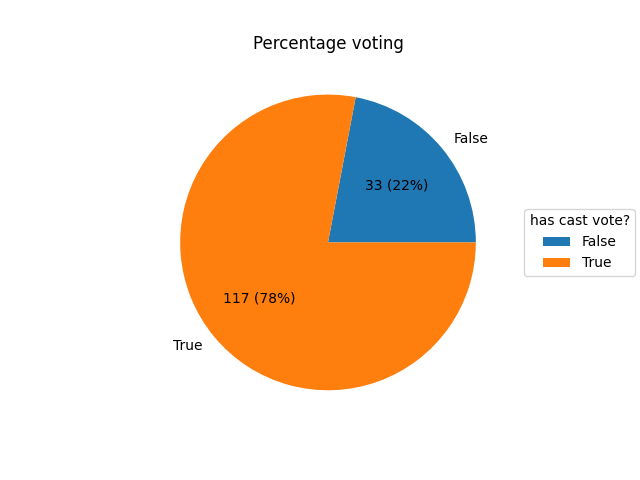 Percentage voting
False
33 (22%)
has cast vote?
False
True
117 (78%)
True